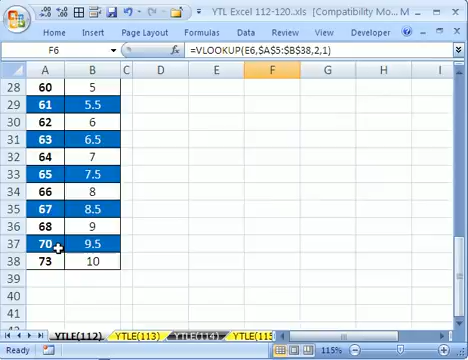 YTL Excel 112-120..xls [Compatibility Mo... M
Home Insert Page Layout Formulas Data Review View Developer
F6 fx =VLOOKUP(E6,$A$5:$B$38,2,1)
A B C D E F G H I
28 60 5
29 61 5.5
30 62 6
31 63 6.5
32 64 7
33 65 7.5
34 66 8
35 67 8.5
36 68 9
37 70 9.5
38 73 10
39
40
41
42
YTLE(112) YTLE(113) YTLE(114) YTLE(115
Ready 115%